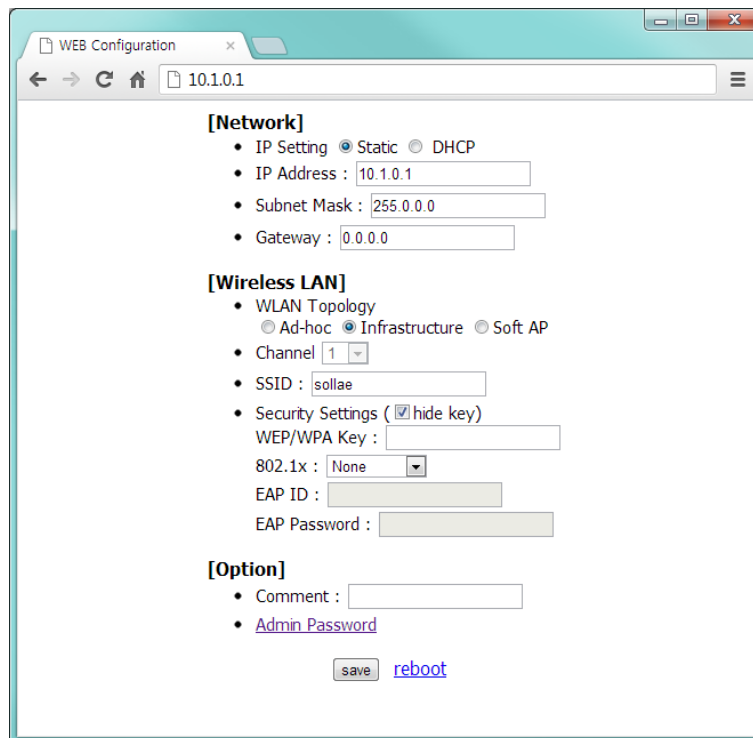 WEB Configuration
10.1.0.1
[Network]
• IP Setting Static DHCP
• IP Address : 10.1.0.1
• Subnet Mask : 255.0.0.0
• Gateway : 0.0.0.0
[Wireless LAN]
• WLAN Topology
Ad-hoc Infrastructure Soft AP
• Channel 1
• SSID : sollae
• Security Settings ( hide key)
WEP/WPA Key :
802.1x : None
EAP ID :
EAP Password :
[Option]
• Comment :
• Admin Password
save reboot